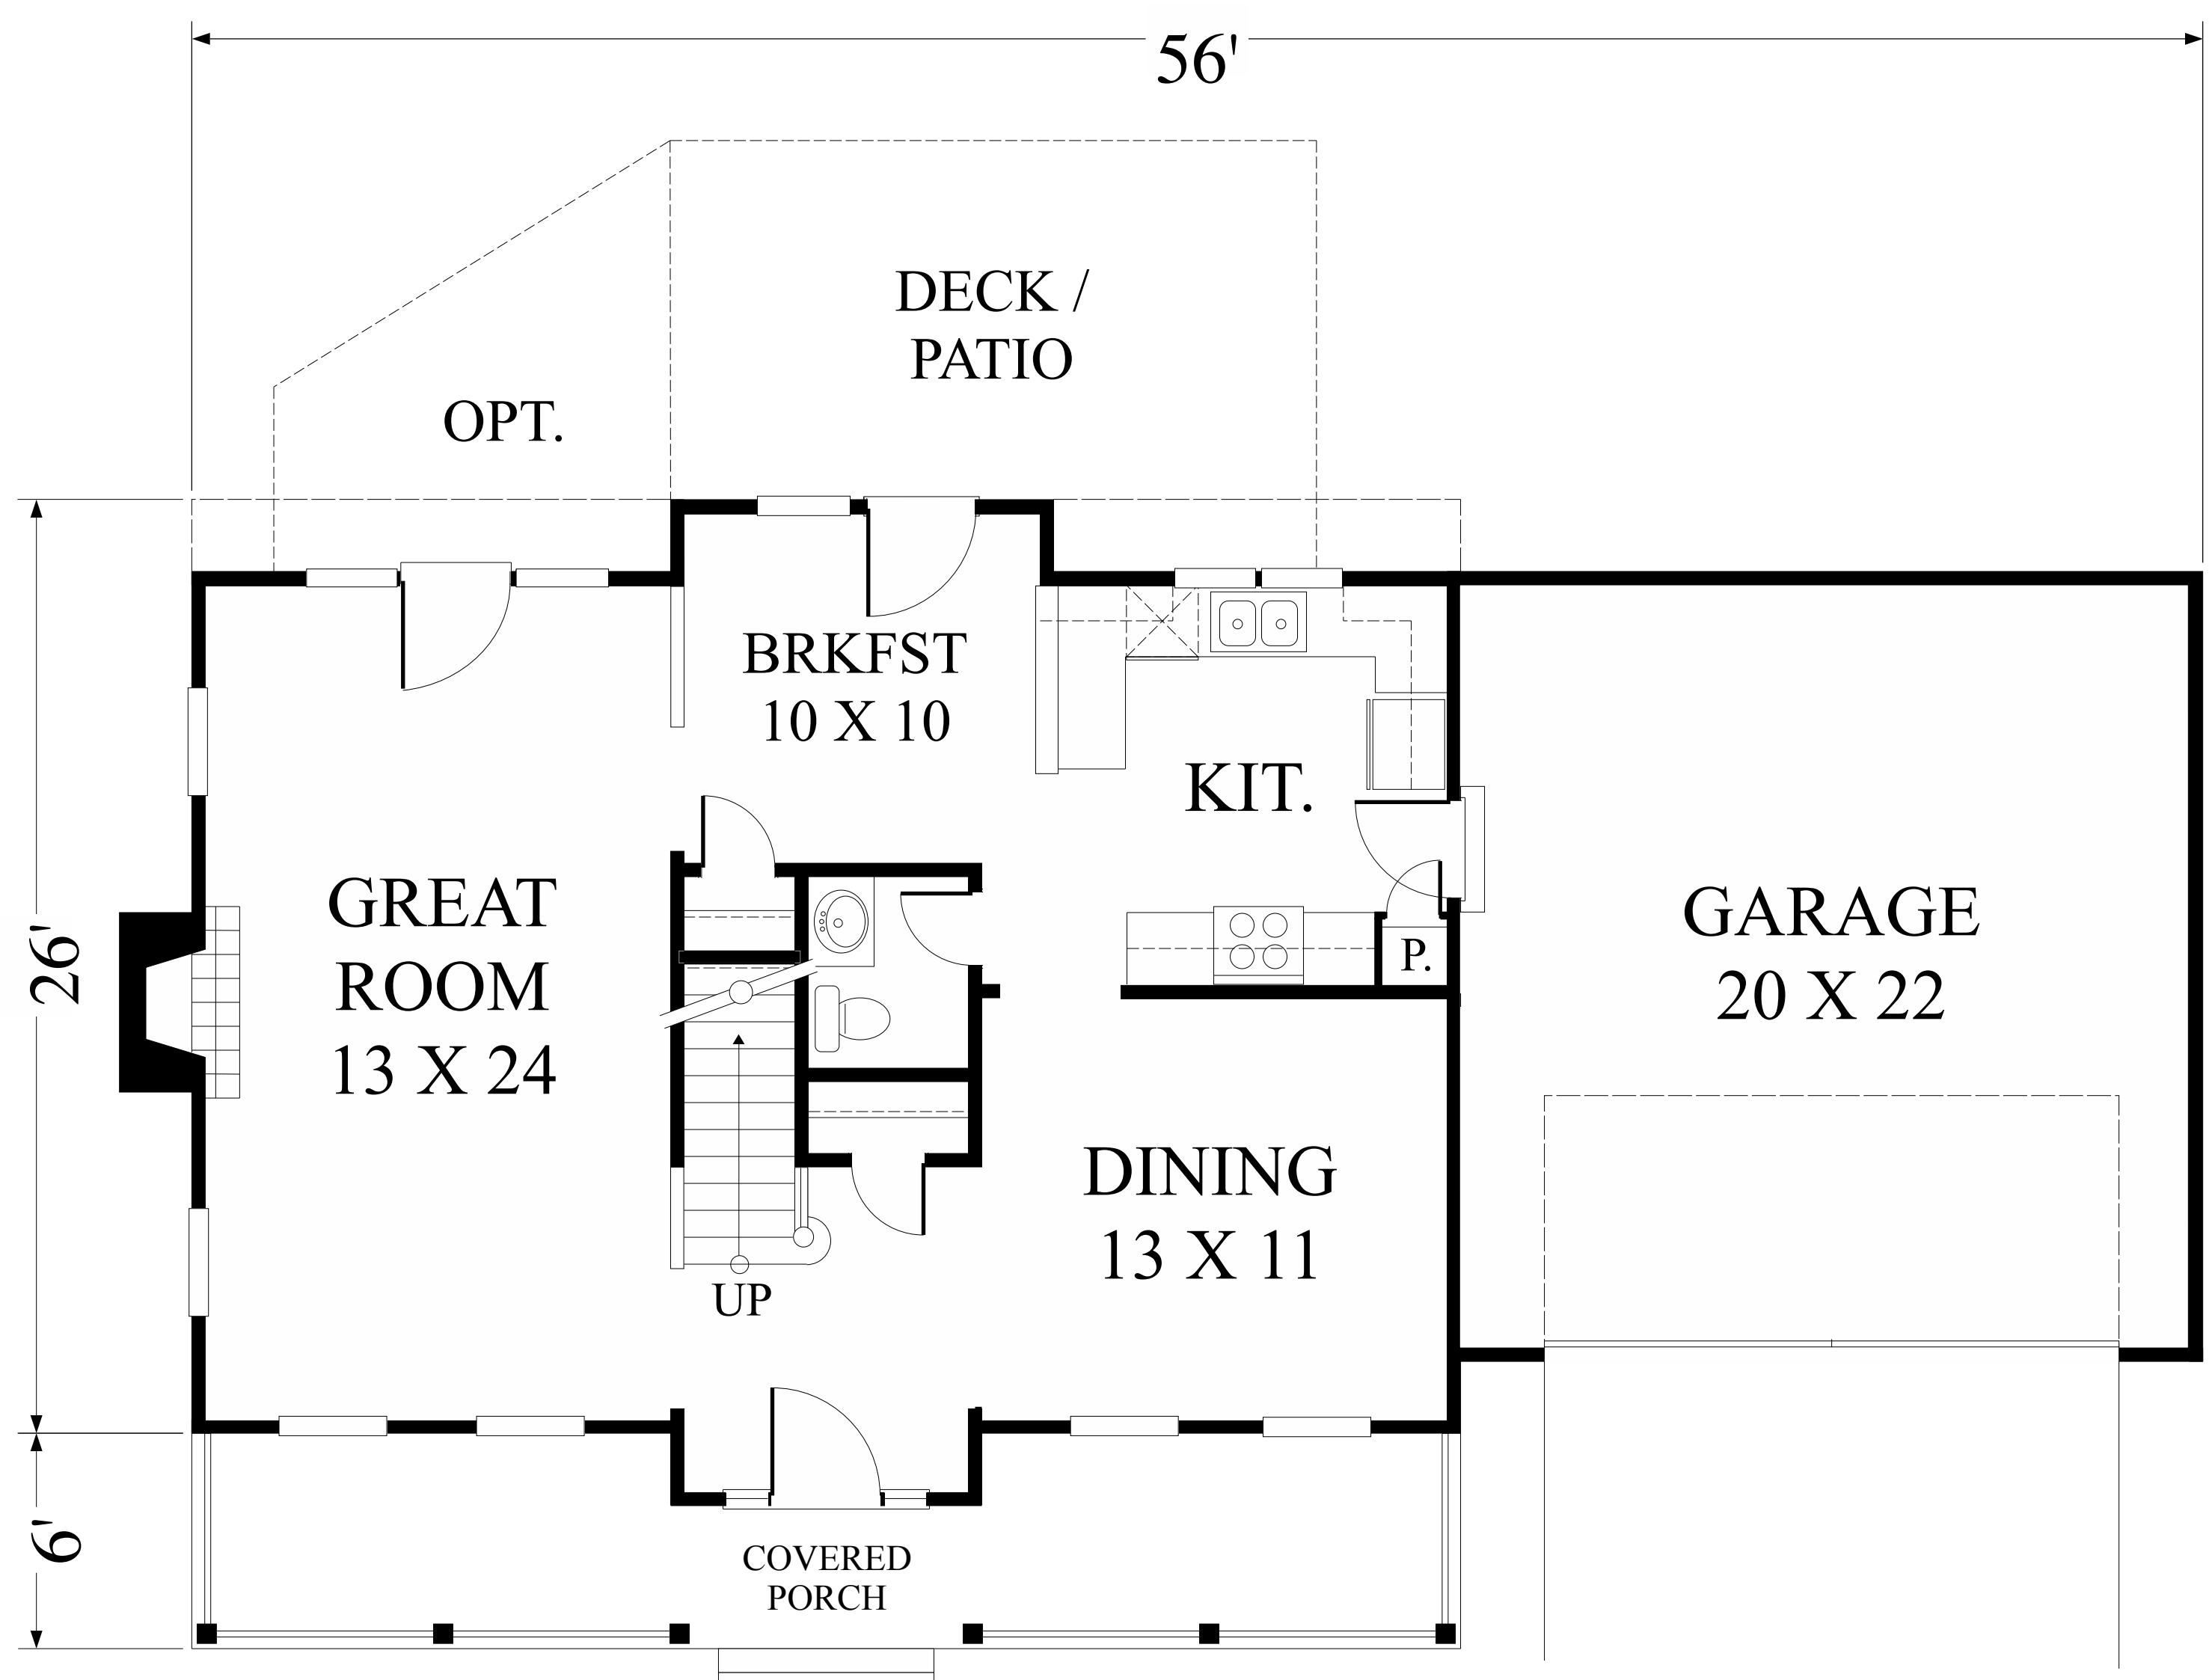 56'
DECK /
PATIO
OPT.
BRKFST
10 X 10
KIT.
GREAT
ROOM
13 X 24
P.
GARAGE
20 X 22
26'
DINING
13 X 11
UP
6'
COVERED
PORCH